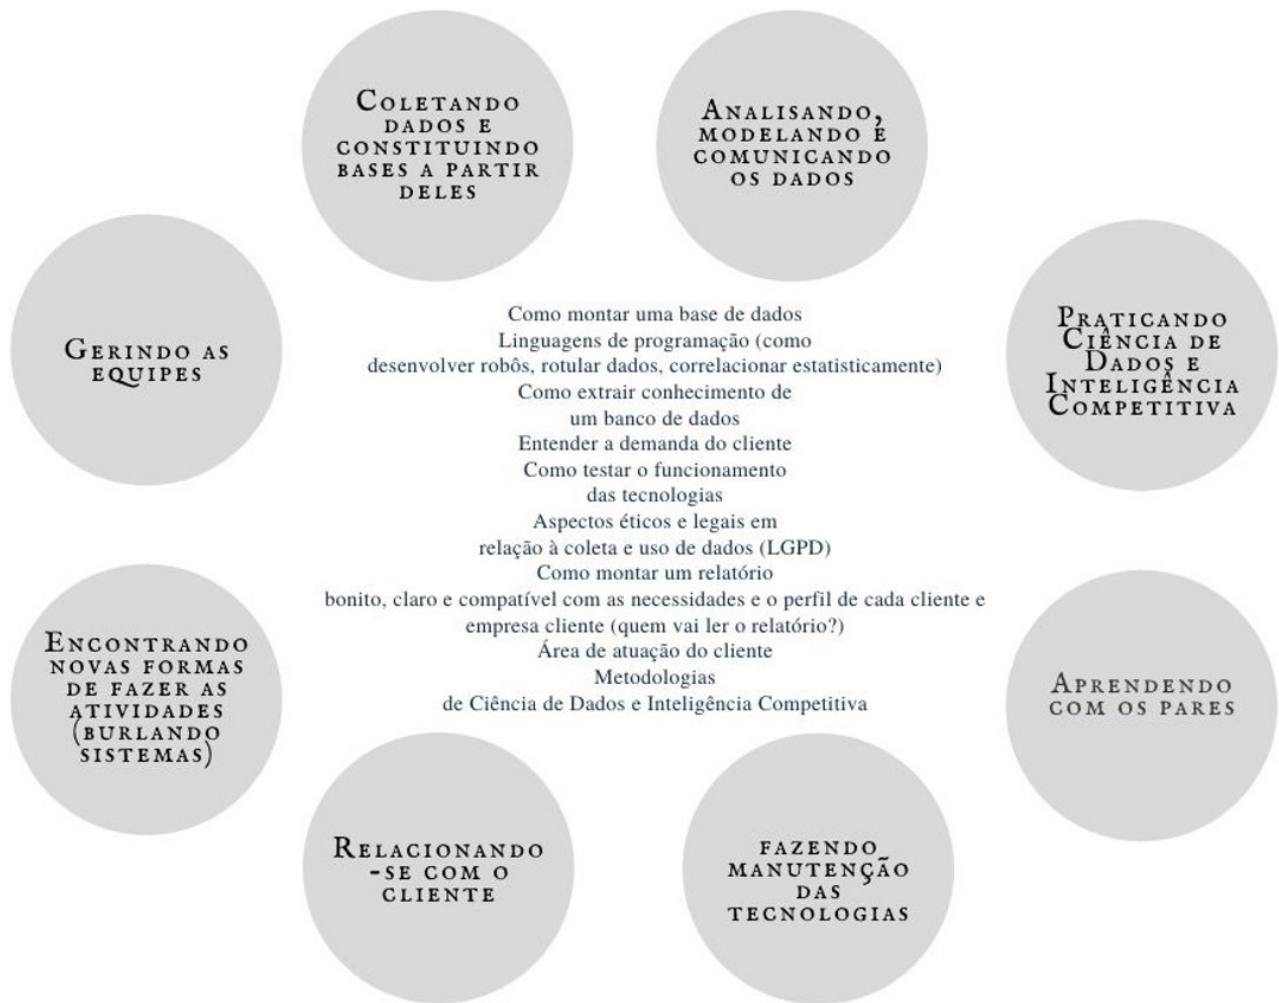 Coletando
dados e
constituindo
bases a partir
deles
Analisando,
modelando e
comunicando
os dados
Gerindo as
equipes
Praticando
Ciência de
Dados e
Inteligência
Competitiva
Como montar uma base de dados
Linguagens de programação (como
desenvolver robôs, rotular dados, correlacionar estatisticamente)
Como extrair conhecimento de
um banco de dados
Entender a demanda do cliente
Como testar o funcionamento
das tecnologias
Aspectos éticos e legais em
relação à coleta e uso de dados (LGPD)
Como montar um relatório
bonito, claro e compatível com as necessidades e o perfil de cada cliente e
empresa cliente (quem vai ler o relatório?)
Área de atuação do cliente
Metodologias
de Ciência de Dados e Inteligência Competitiva
Encontrando
novas formas
de fazer as
atividades
(burlando
sistemas)
Aprendendo
com os pares
Relacionando
-se com o
cliente
fazendo
manutenção
das
tecnologias